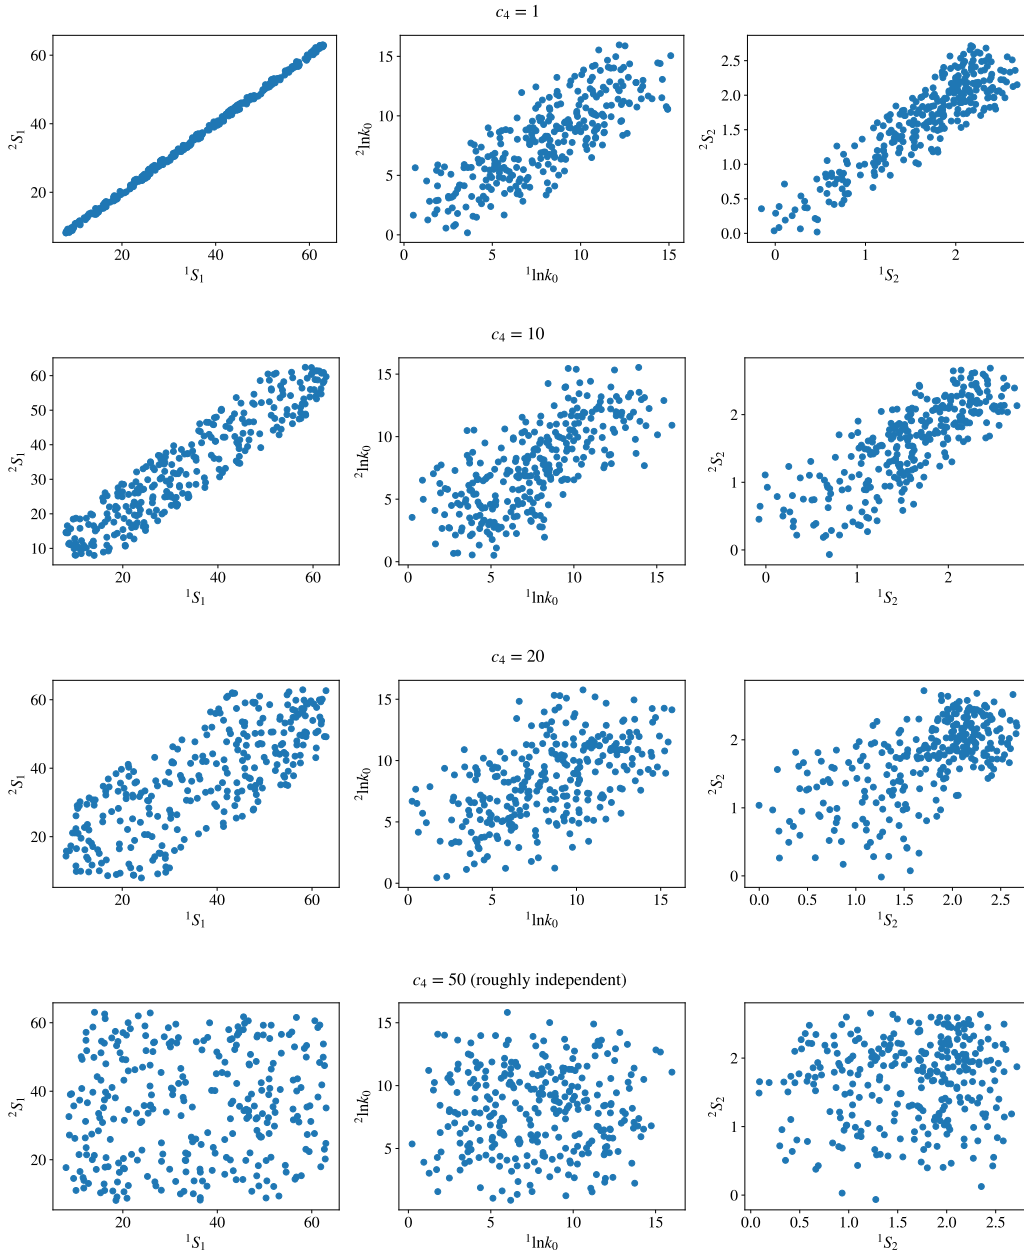 c₄ = 1
60
40
20
²S₁
20 40 60
¹S₁
15
10
5
0
²lnk₀
0 5 10 15
¹lnk₀
2.5
2.0
1.5
1.0
0.5
0.0
²S₂
0 1 2
¹S₂
c₄ = 10
60
50
40
30
20
10
²S₁
20 40 60
¹S₁
15
10
5
0
²lnk₀
0 5 10 15
¹lnk₀
2
1
0
²S₂
0 1 2
¹S₂
c₄ = 20
60
40
20
²S₁
20 40 60
¹S₁
15
10
5
0
²lnk₀
0 5 10 15
¹lnk₀
2
1
0
²S₂
0.0 0.5 1.0 1.5 2.0 2.5
¹S₂
c₄ = 50 (roughly independent)
60
40
20
²S₁
20 40 60
¹S₁
15
10
5
²lnk₀
0 5 10 15
¹lnk₀
2
1
0
²S₂
0.0 0.5 1.0 1.5 2.0 2.5
¹S₂